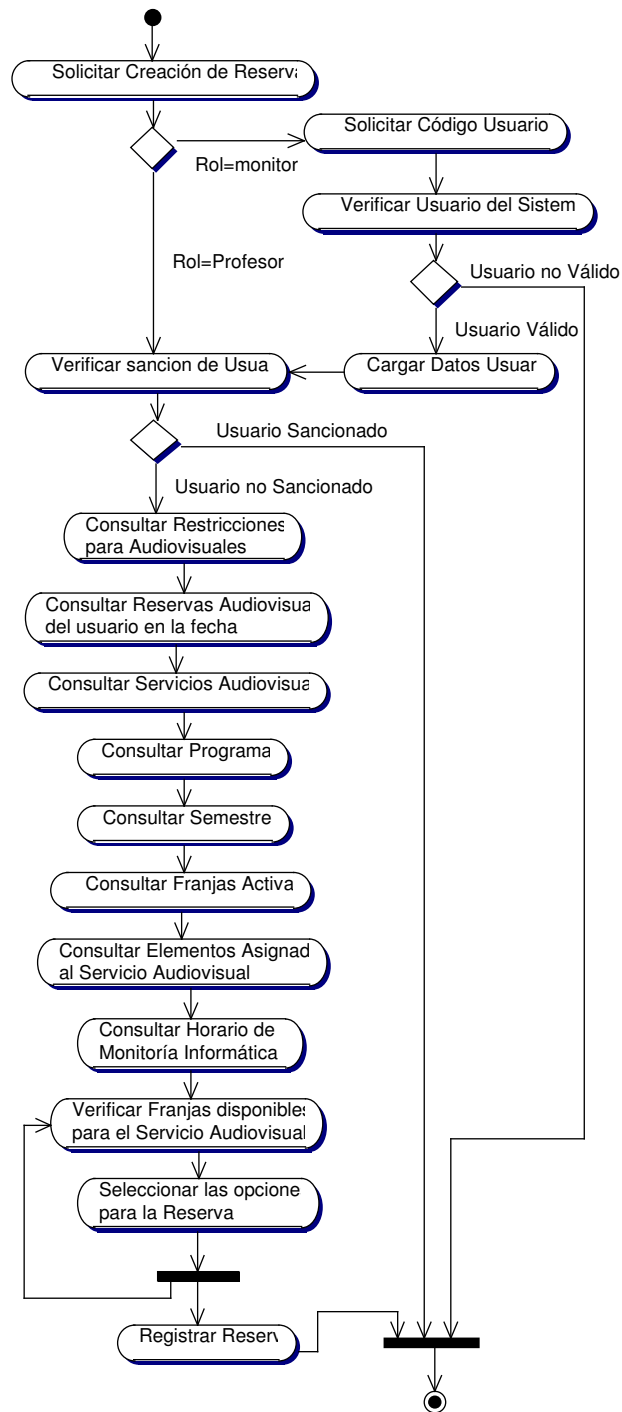 Solicitar Creación de Reserva
Solicitar Código Usuario
Rol=monitor
Verificar Usuario del Sistem
Rol=Profesor
Usuario no Válido
Usuario Válido
Verificar sancion de Usua
Cargar Datos Usuar
Usuario Sancionado
Usuario no Sancionado
Consultar Restricciones
para Audiovisuales
Consultar Reservas Audiovisua
del usuario en la fecha
Consultar Servicios Audiovisua
Consultar Programa
Consultar Semestre
Consultar Franjas Activa
Consultar Elementos Asignad
al Servicio Audiovisual
Consultar Horario de
Monitoría Informática
Verificar Franjas disponibles
para el Servicio Audiovisual
Seleccionar las opcione
para la Reserva
Registrar Reserv